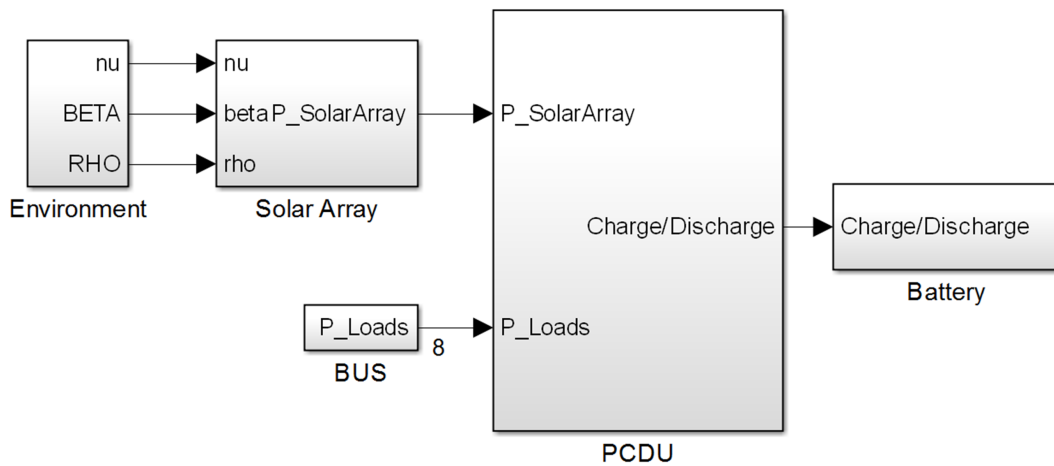 nu
BETA
RHO
Environment
nu
beta P_SolarArray
rho
Solar Array
P_Loads
BUS
8
P_SolarArray
Charge/Discharge
P_Loads
PCDU
Charge/Discharge
Battery